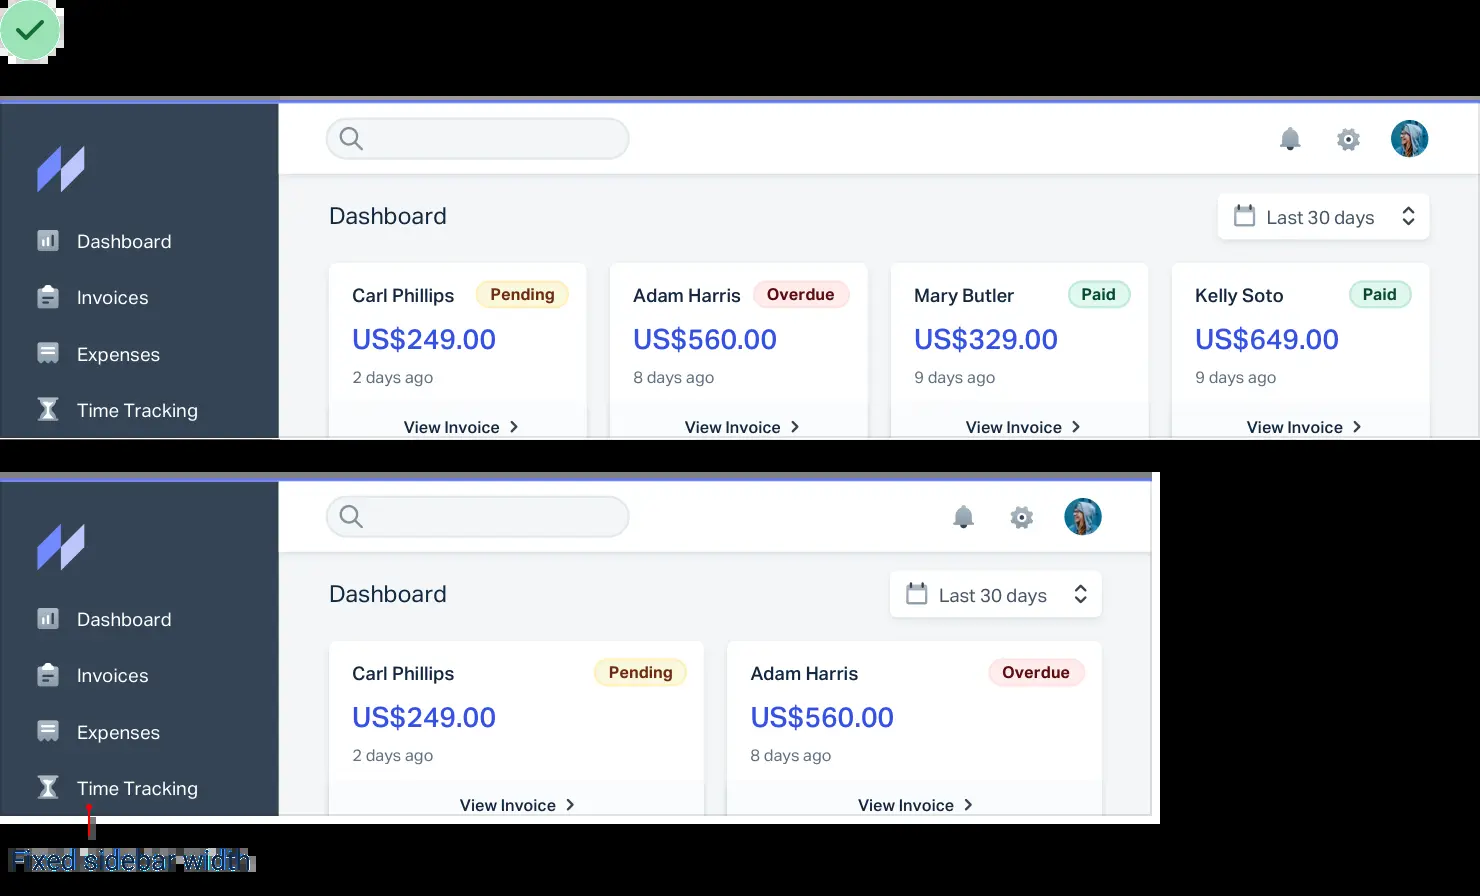 Dashboard
Invoices
Expenses
Time Tracking
Dashboard
Last 30 days
Carl Phillips Pending
US$249.00
2 days ago
View Invoice
Adam Harris Overdue
US$560.00
8 days ago
View Invoice
Mary Butler Paid
US$329.00
9 days ago
View Invoice
Kelly Soto Paid
US$649.00
9 days ago
View Invoice
Dashboard
Invoices
Expenses
Time Tracking
Dashboard
Last 30 days
Carl Phillips Pending
US$249.00
2 days ago
View Invoice
Adam Harris Overdue
US$560.00
8 days ago
View Invoice
Fixed sidebar width